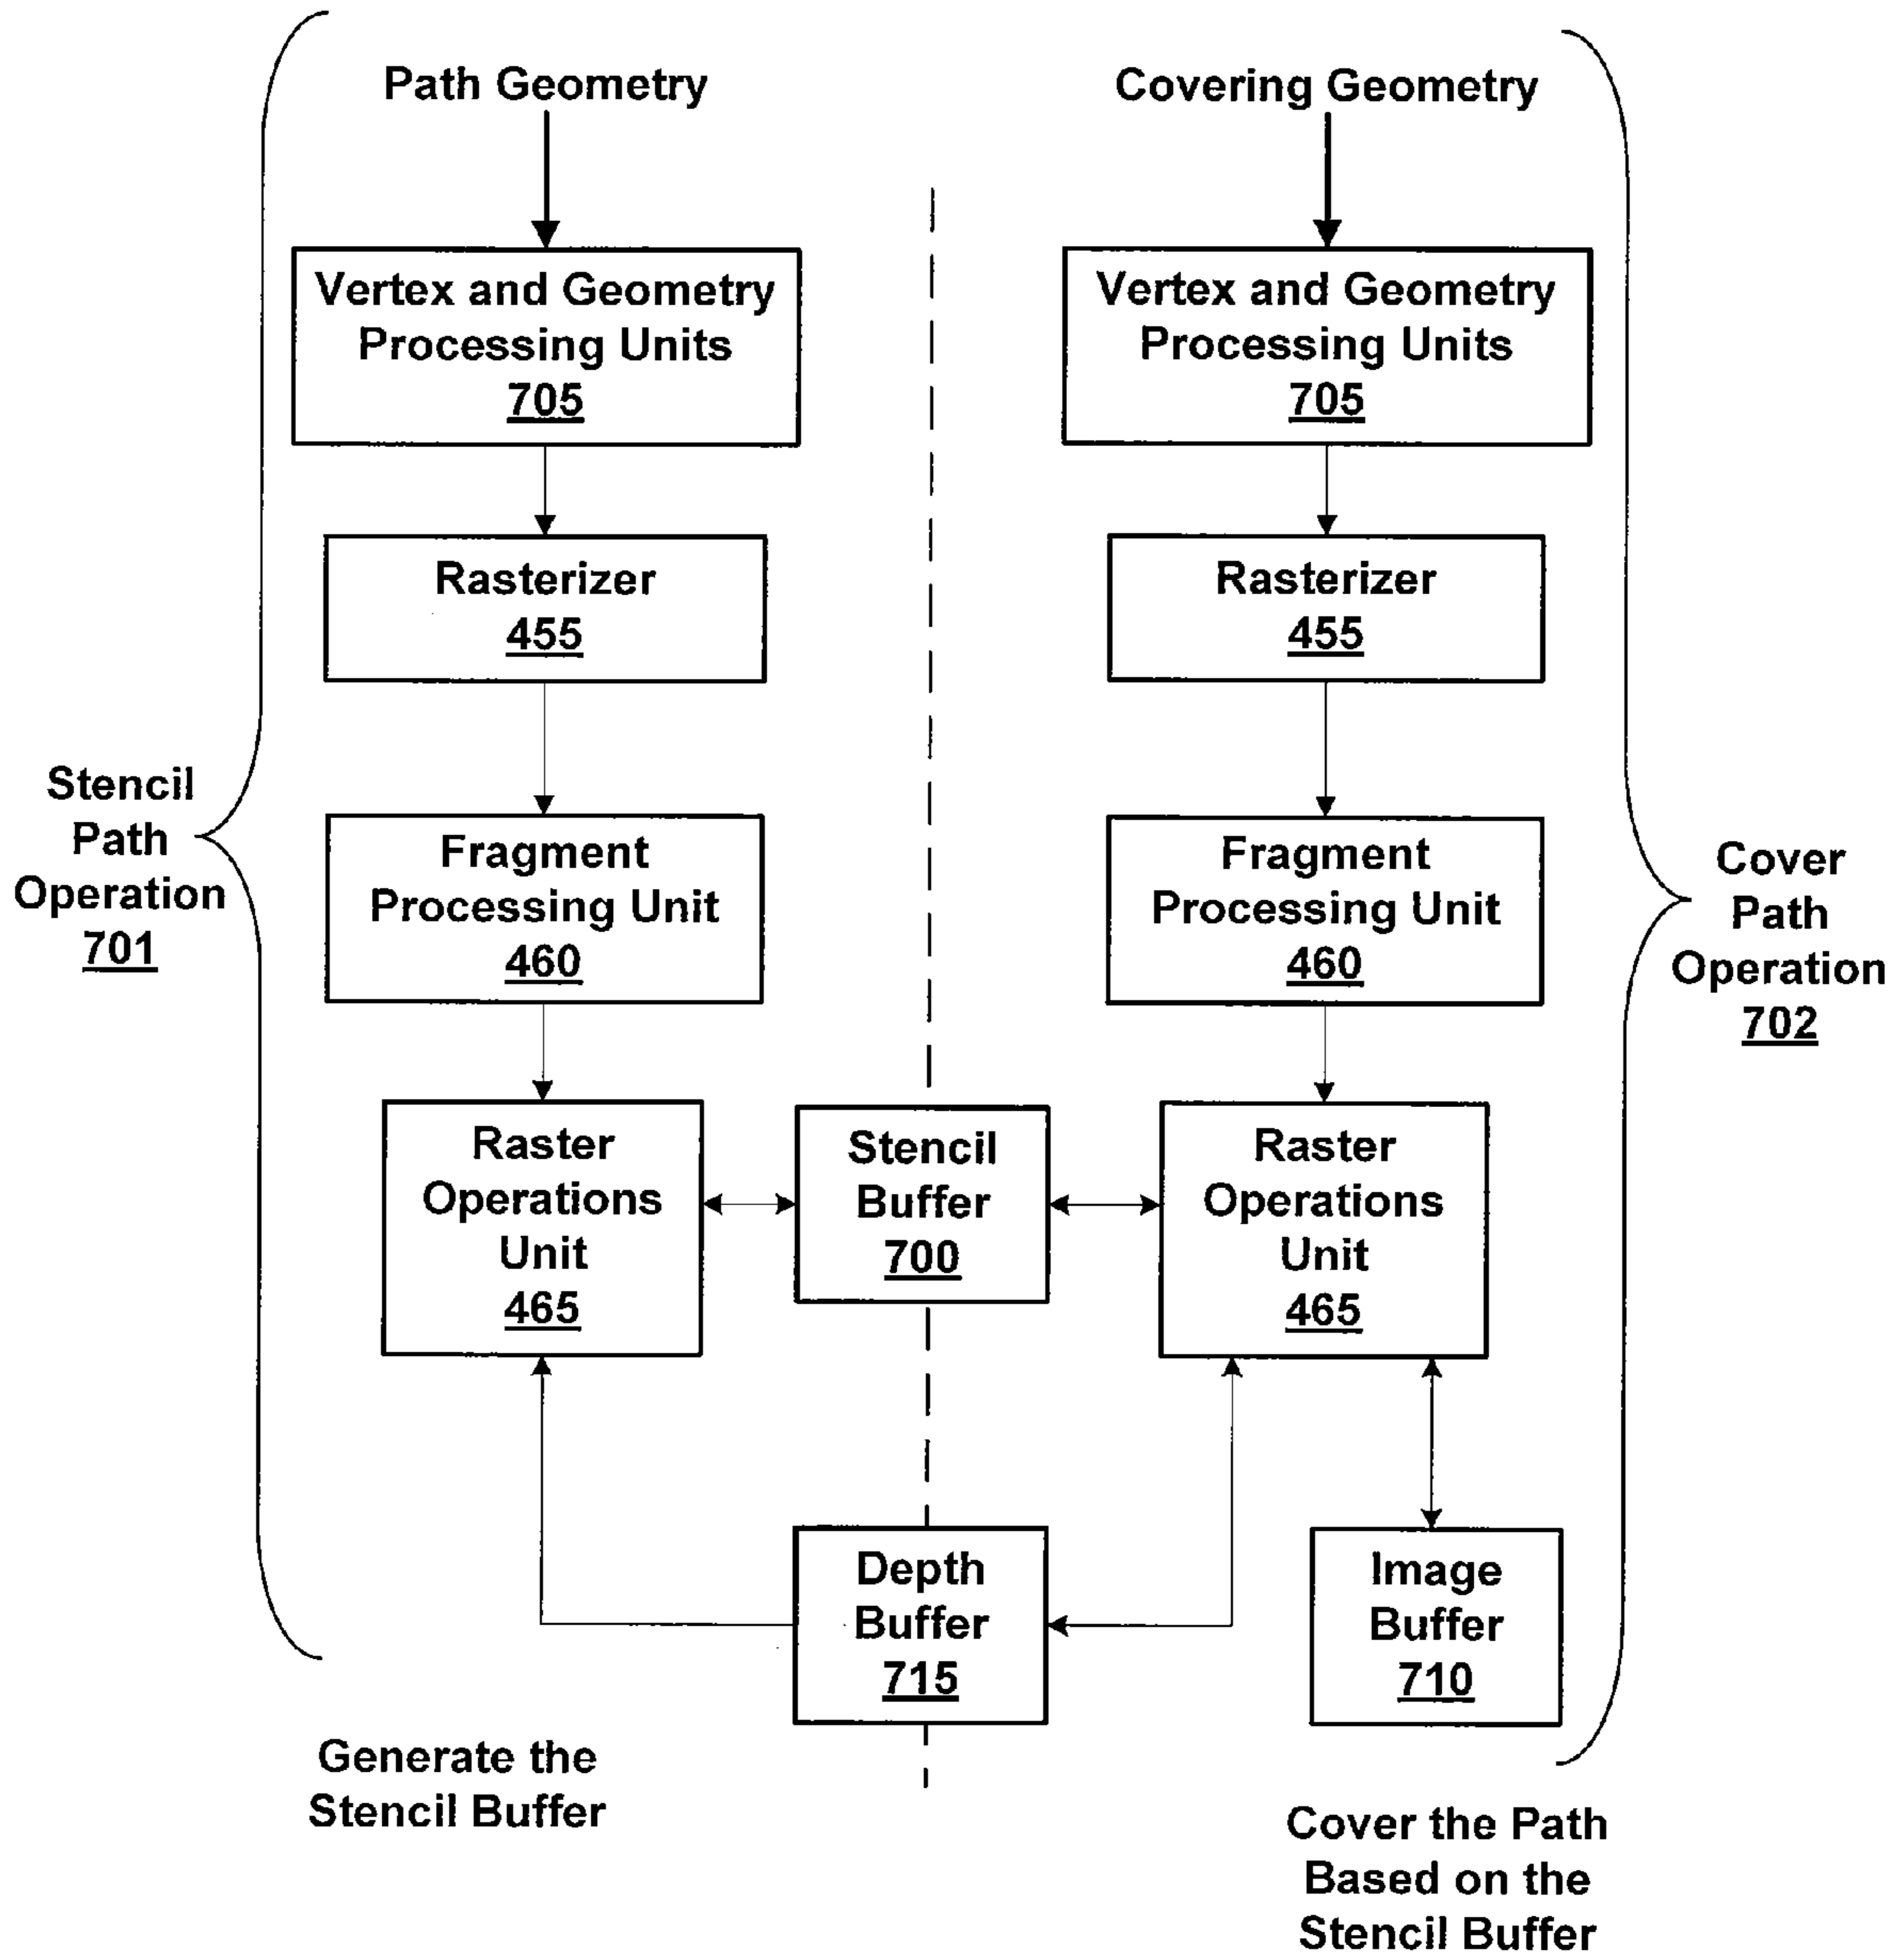 Path Geometry
Vertex and Geometry
Processing Units
705
Rasterizer
455
Fragment
Processing Unit
460
Raster
Operations
Unit
465
Stencil
Path
Operation
701
Generate the
Stencil Buffer
Stencil
Buffer
700
Depth
Buffer
715
Covering Geometry
Vertex and Geometry
Processing Units
705
Rasterizer
455
Fragment
Processing Unit
460
Raster
Operations
Unit
465
Image
Buffer
710
Cover
Path
Operation
702
Cover the Path
Based on the
Stencil Buffer